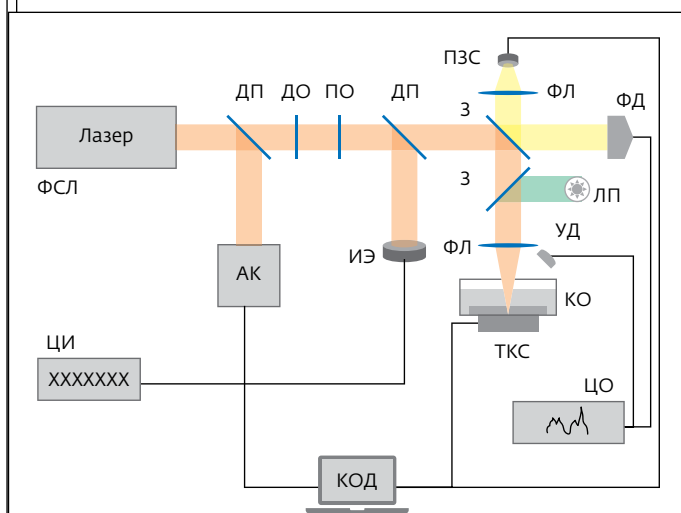 ПЗС
ФЛ
ДП
ДО
ПО
ДП
З
ФД
Лазер
З
ЛП
ФСЛ
УД
ФЛ
ИЭ
АК
КО
ТКС
ЦИ
XXXXXXX
ЦО
КОД